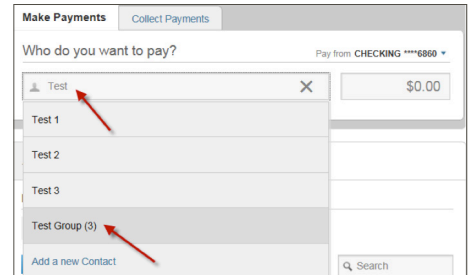 Make Payments Collect Payments
Who do you want to pay? Pay from CHECKING ****6860
Test $0.00
Test 1
Test 2
Test 3
Test Group (3)
Add a new Contact Search